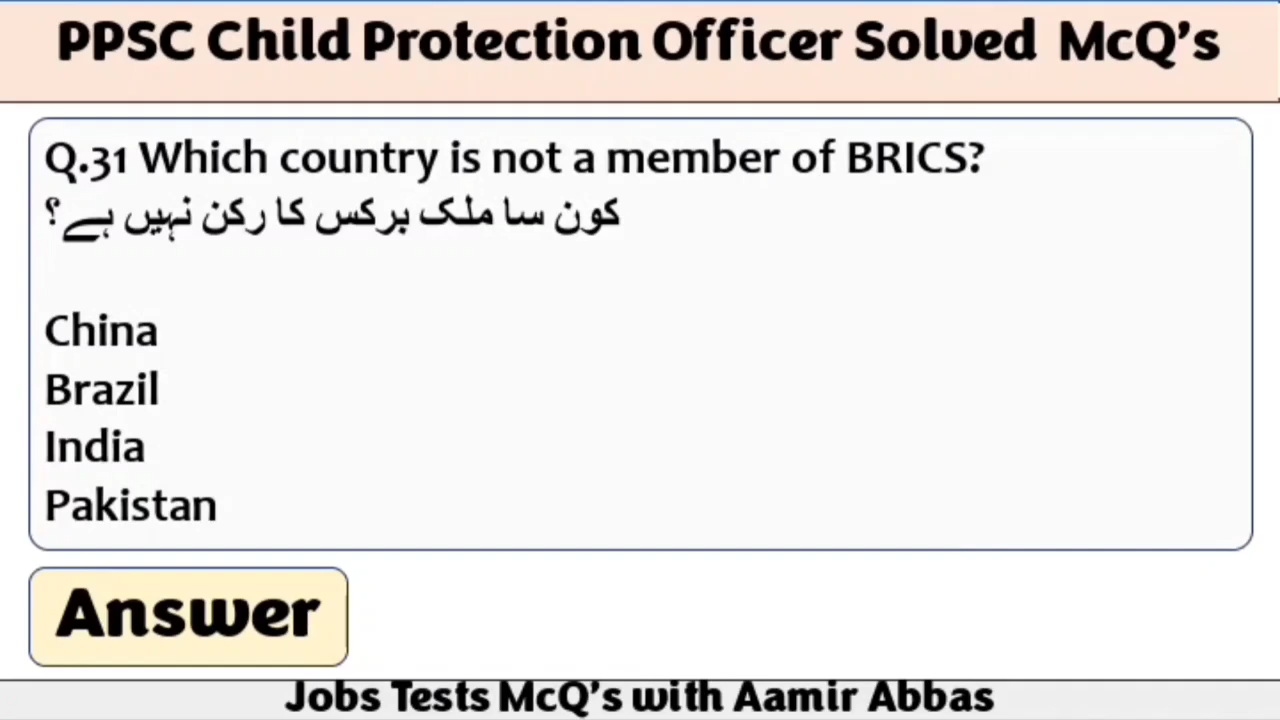 PPSC Child Protection Officer Solved McQ's
Q.31 Which country is not a member of BRICS?
کون سا ملک برکس کا رکن نہیں ہے؟
China
Brazil
India
Pakistan
Answer
Jobs Tests McQ's with Aamir Abbas